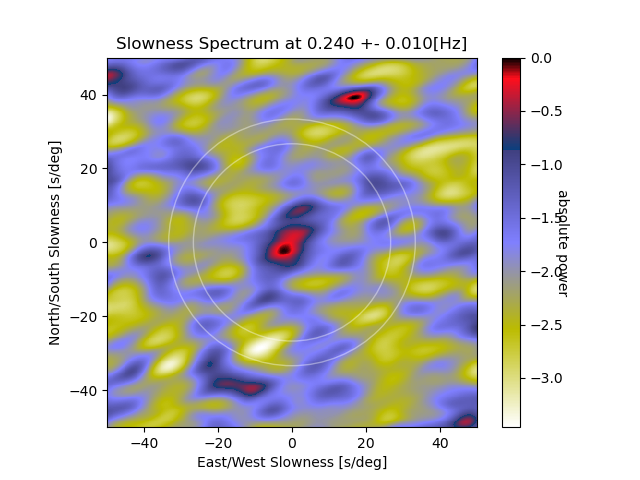 Slowness Spectrum at 0.240 +- 0.010[Hz]
North/South Slowness [s/deg]
40
20
0
−20
−40
−40 −20 0 20 40
East/West Slowness [s/deg]
0.0
−0.5
−1.0
−1.5
−2.0
−2.5
−3.0
absolute power